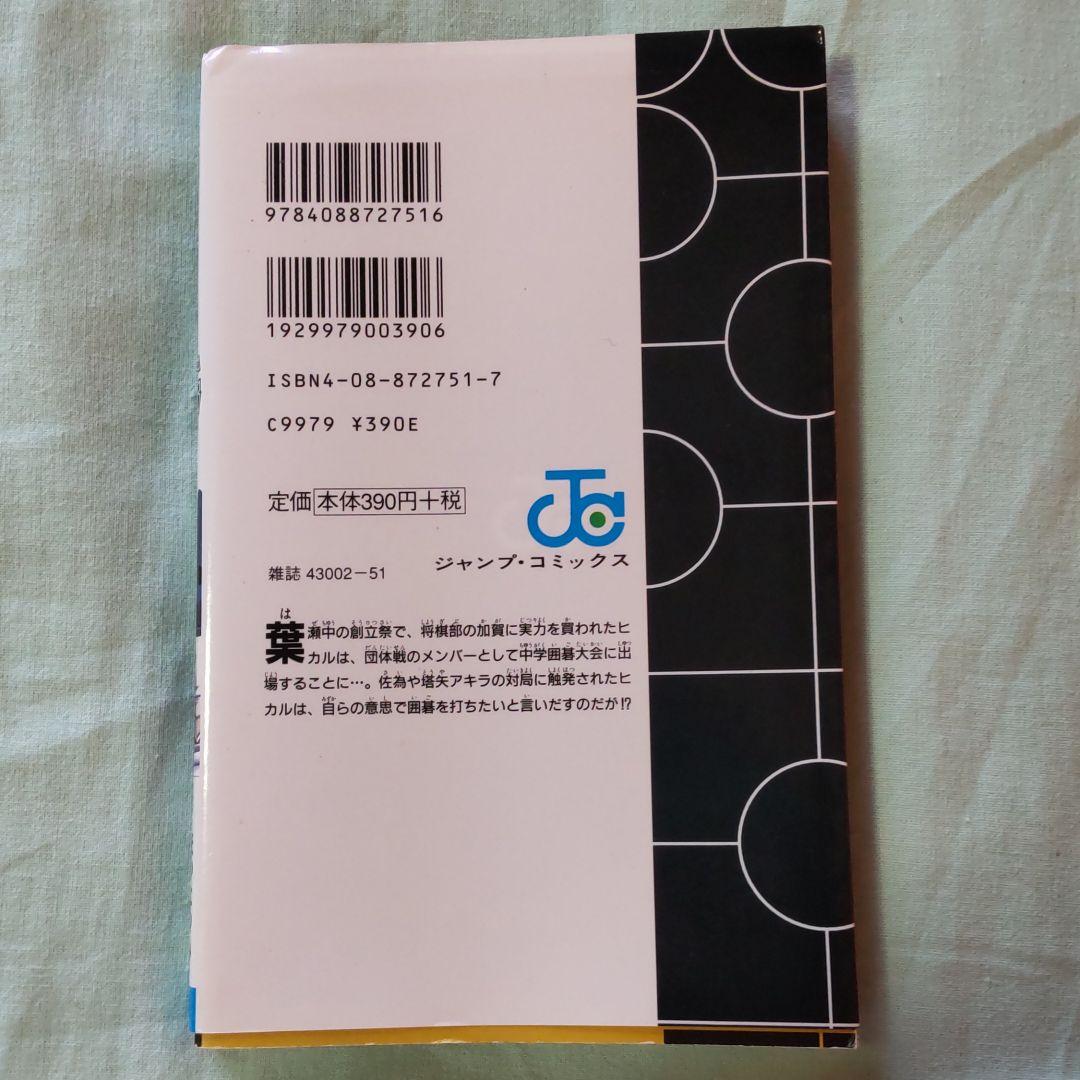 9784088727516
1929979003906
ISBN4-08-872751-7
C9979 ¥390E
定価 本体390円+税
ジャンプ・コミックス
雑誌 43002-51
葉瀬中の創立祭で、将棋部の加賀に実力を買われたヒ
カルは、団体戦のメンバーとして中学囲碁大会に出
場することに…。佐為や塔矢アキラの対局に触発されたヒ
カルは、自らの意思で囲碁を打ちたいと言いだすのだが!?